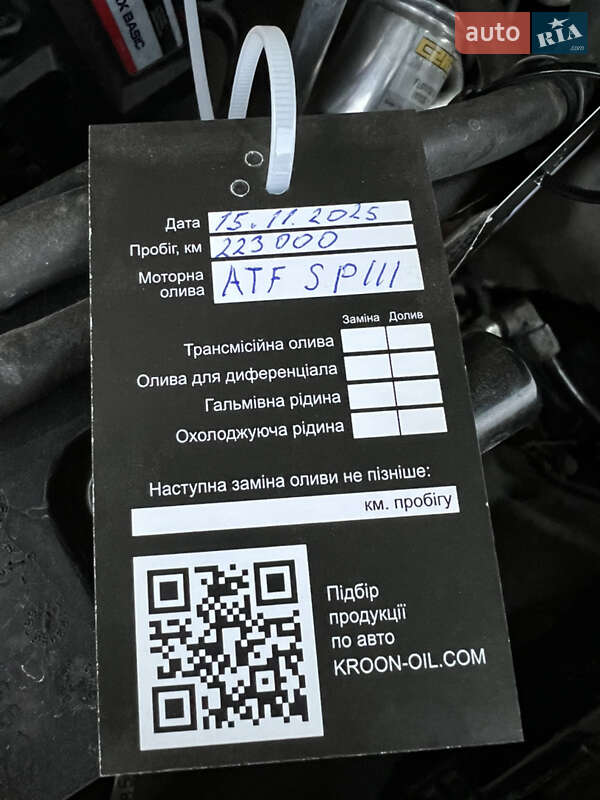 X BASIC
auto RIA .com
Дата 15.11.2025
Пробіг, км 223000
Моторна олива ATF SPIII
Заміна Долив
Трансмісійна олива
Олива для диференціала
Гальмівна рідина
Охолоджуюча рідина
Наступна заміна оливи не пізніше:
км. пробігу
Підбір
продукції
по авто
KROON-OIL.COM